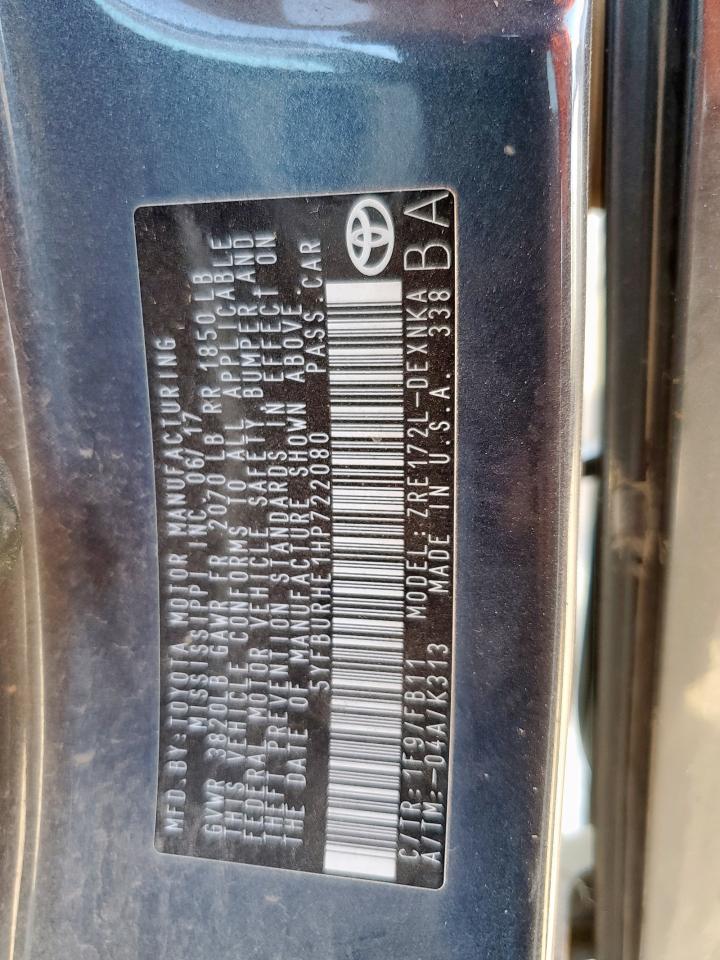 MFD.BY:TOYOTA MOTOR MANUFACTURING
MISSISSIPPI INC. 06/17
GVWR 3820LB GAWR FR 2070 LB RR 1850 LB
THIS VEHICLE CONFORMS TO ALL APPLICABLE
FEDERAL MOTOR VEHICLE SAFETY, BUMPER, AND
THEFT PREVENTION STANDARDS IN EFFECT ON
THE DATE OF MANUFACTURE SHOWN ABOVE.
5YFBURHE1HP722080 PASS.CAR
C/TR:1F9/FB11 MODEL:ZRE172L-DEXNKA
A/TM:-04A/K313 MADE IN U.S.A. 338 BA